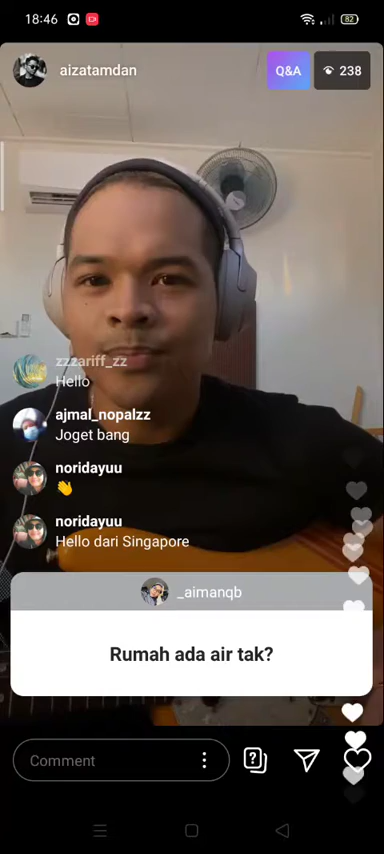 18:46
82
aizatamdan
Q&A
238
zzzariff_zz
Hello
ajmal_nopalzz
Joget bang
noridayuu
👋
noridayuu
Hello dari Singapore
_aimanqb
Rumah ada air tak?
Comment